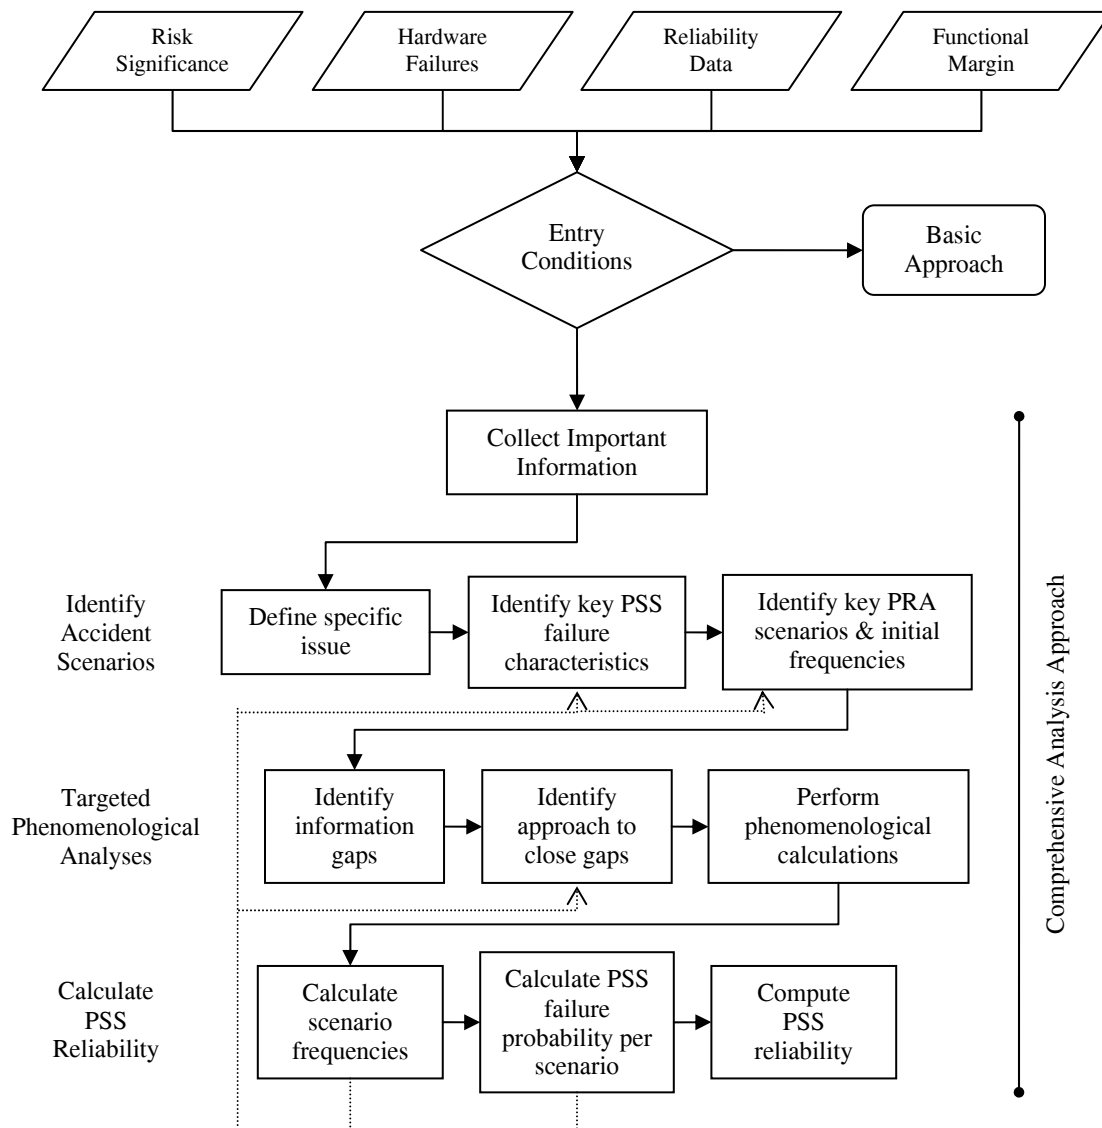 Risk
Significance
Hardware
Failures
Reliability
Data
Functional
Margin
Entry
Conditions
Basic
Approach
Collect Important
Information
Identify
Accident
Scenarios
Define specific
issue
Identify key PSS
failure
characteristics
Identify key PRA
scenarios & initial
frequencies
Targeted
Phenomenological
Analyses
Identify
information
gaps
Identify
approach to
close gaps
Perform
phenomenological
calculations
Calculate
PSS
Reliability
Calculate
scenario
frequencies
Calculate PSS
failure
probability per
scenario
Compute
PSS
reliability
Comprehensive Analysis Approach